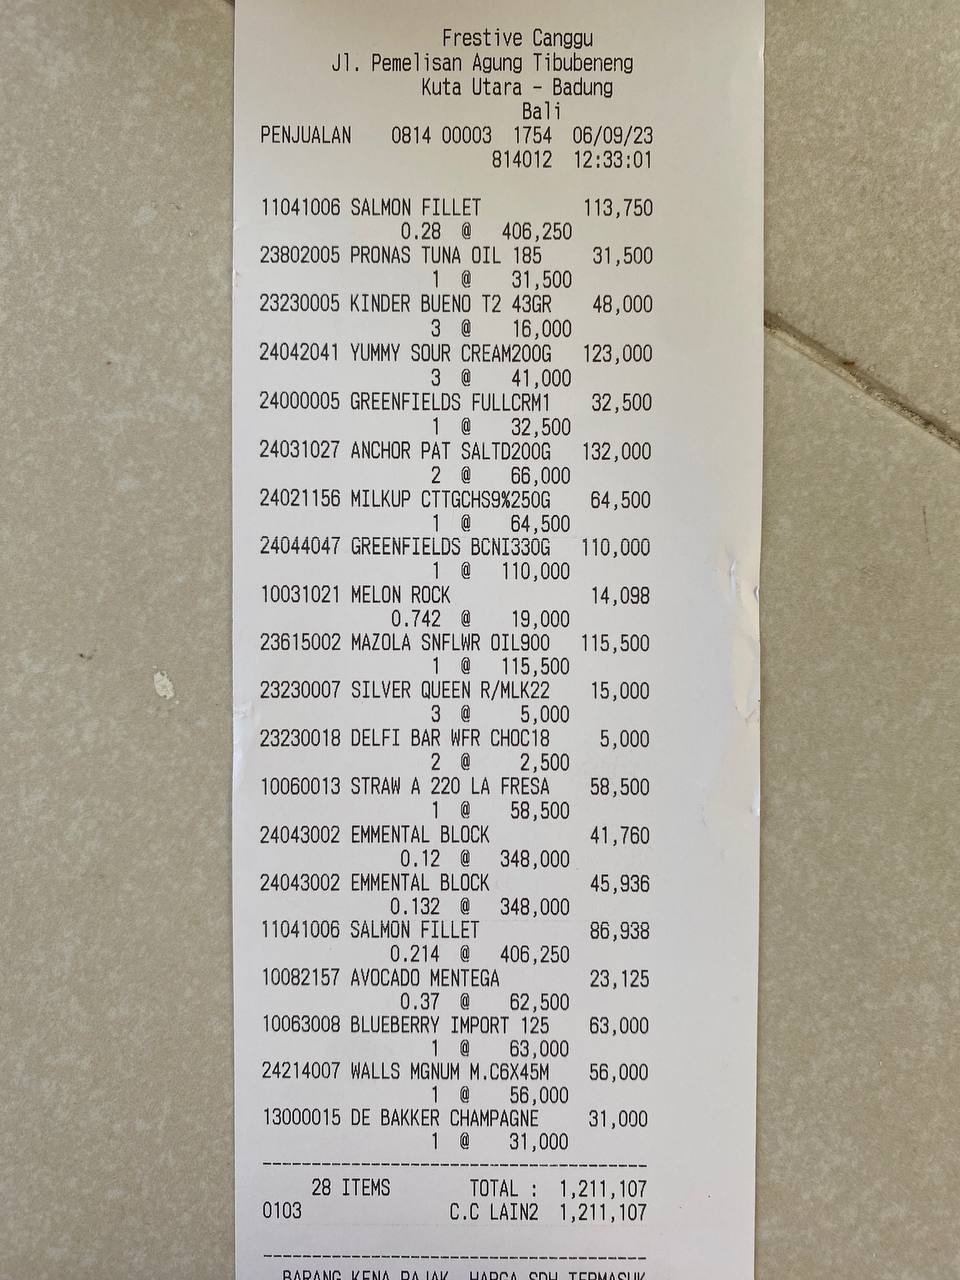 Frestive Canggu
Jl. Pemelisan Agung Tibubeneng
Kuta Utara - Badung
Bali
PENJUALAN 0814 00003 1754 06/09/23
814012 12:33:01
11041006 SALMON FILLET 113,750
0.28 @ 406,250
23802005 PRONAS TUNA OIL 185 31,500
1 @ 31,500
23230005 KINDER BUENO T2 43GR 48,000
3 @ 16,000
24042041 YUMMY SOUR CREAM200G 123,000
3 @ 41,000
24000005 GREENFIELDS FULLCRM1 32,500
1 @ 32,500
24031027 ANCHOR PAT SALTD200G 132,000
2 @ 66,000
24021156 MILKUP CTTGCHS9%250G 64,500
1 @ 64,500
24044047 GREENFIELDS BCNI330G 110,000
1 @ 110,000
10031021 MELON ROCK 14,098
0.742 @ 19,000
23615002 MAZOLA SNFLWR OIL900 115,500
1 @ 115,500
23230007 SILVER QUEEN R/MLK22 15,000
3 @ 5,000
23230018 DELFI BAR WFR CHOC18 5,000
2 @ 2,500
10060013 STRAW A 220 LA FRESA 58,500
1 @ 58,500
24043002 EMMENTAL BLOCK 41,760
0.12 @ 348,000
24043002 EMMENTAL BLOCK 45,936
0.132 @ 348,000
11041006 SALMON FILLET 86,938
0.214 @ 406,250
10082157 AVOCADO MENTEGA 23,125
0.37 @ 62,500
10063008 BLUEBERRY IMPORT 125 63,000
1 @ 63,000
24214007 WALLS MGNUM M.C6X45M 56,000
1 @ 56,000
13000015 DE BAKKER CHAMPAGNE 31,000
1 @ 31,000
28 ITEMS TOTAL : 1,211,107
0103 C.C LAIN2 1,211,107
BARANG KENA PAJAK, HARGA SDH TERMASUK